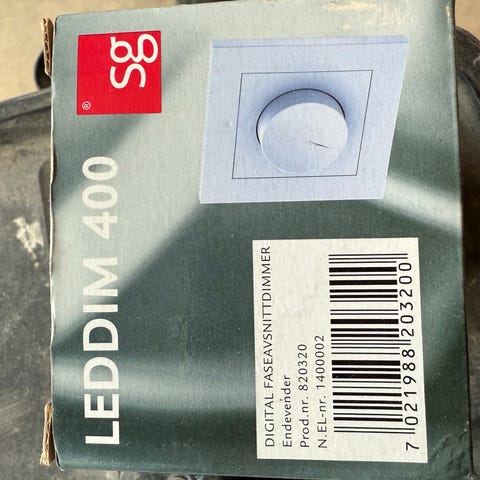 sg
®
LEDDIM 400
DIGITAL FASEAVSNITTDIMMER
Endevender
Prod.nr. 820320
N.EL-nr. 1400002
7 021988 203200